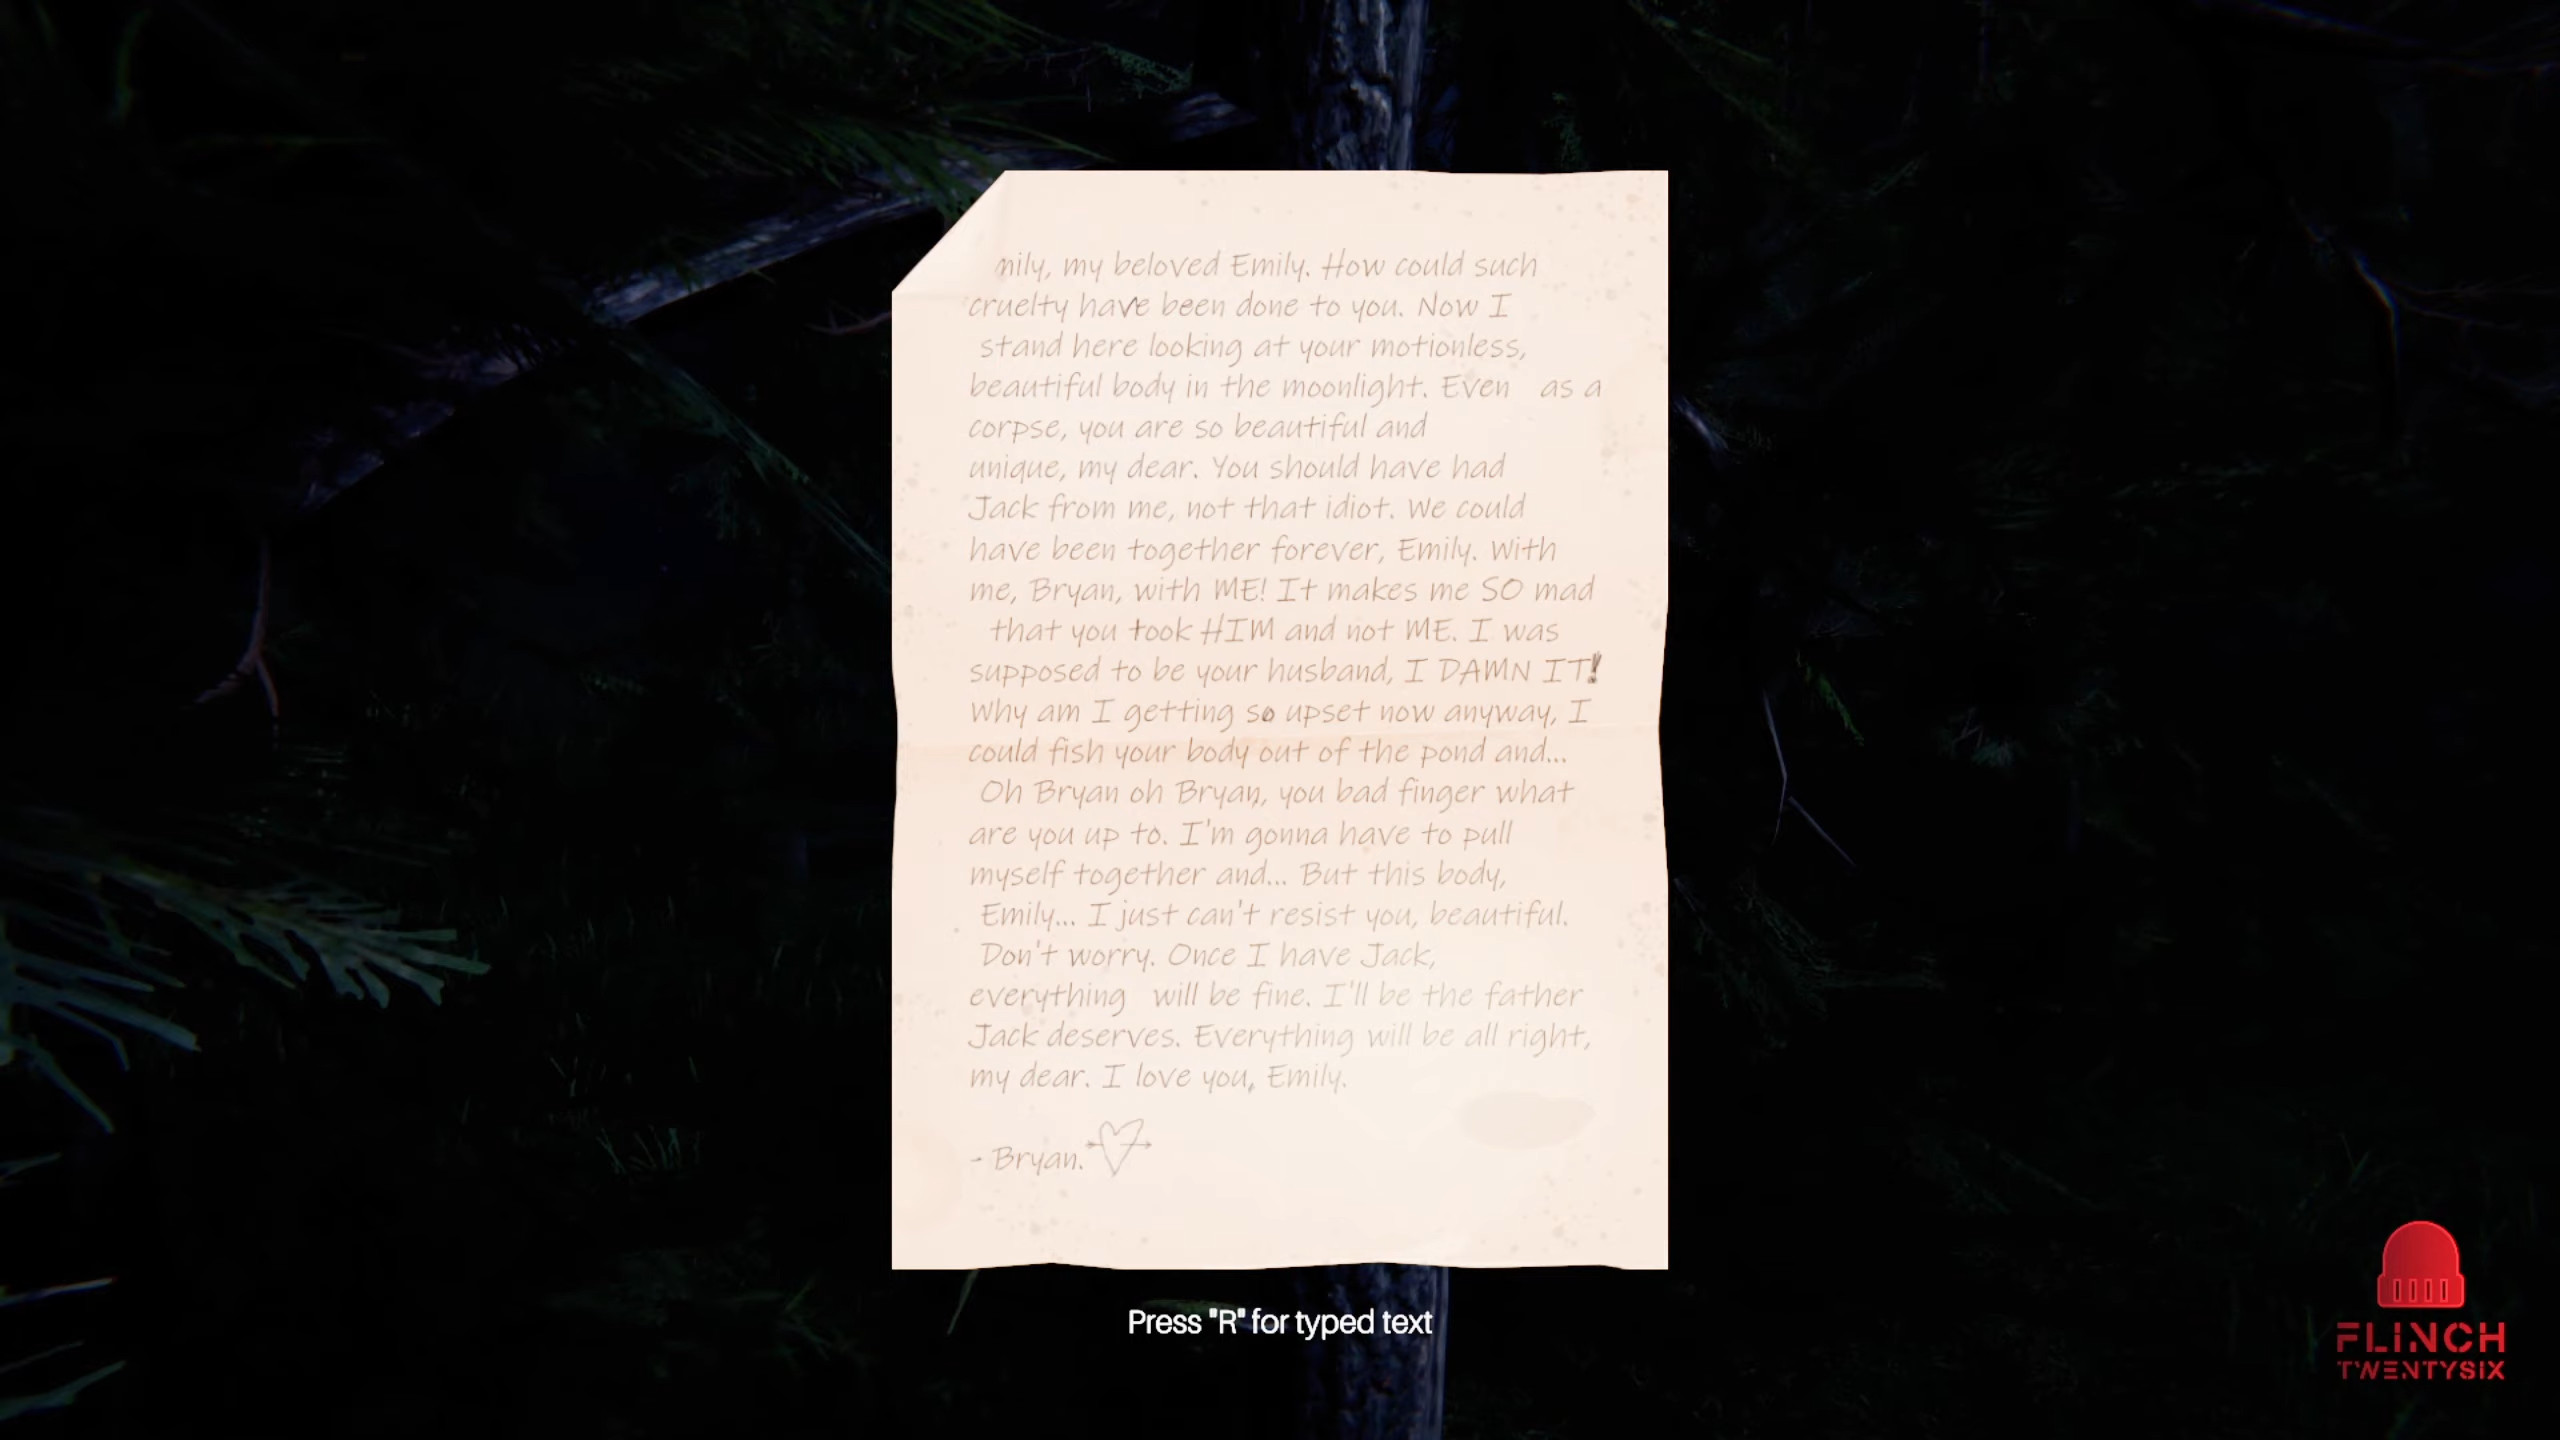 mily, my beloved Emily. How could such
cruelty have been done to you. Now I
stand here looking at your motionless,
beautiful body in the moonlight. Even as a
corpse, you are so beautiful and
unique, my dear. You should have had
Jack from me, not that idiot. We could
have been together forever, Emily. With
me, Bryan, with ME! It makes me SO mad
that you took HIM and not ME. I was
supposed to be your husband, I DAMN IT!
Why am I getting so upset now anyway, I
could fish your body out of the pond and...
Oh Bryan oh Bryan, you bad finger what
are you up to. I'm gonna have to pull
myself together and... But this body,
Emily... I just can't resist you, beautiful.
Don't worry. Once I have Jack,
everything will be fine. I'll be the father
Jack deserves. Everything will be all right,
my dear. I love you, Emily.
- Bryan.
Press "R" for typed text
FLINCH
TWENTYSIX